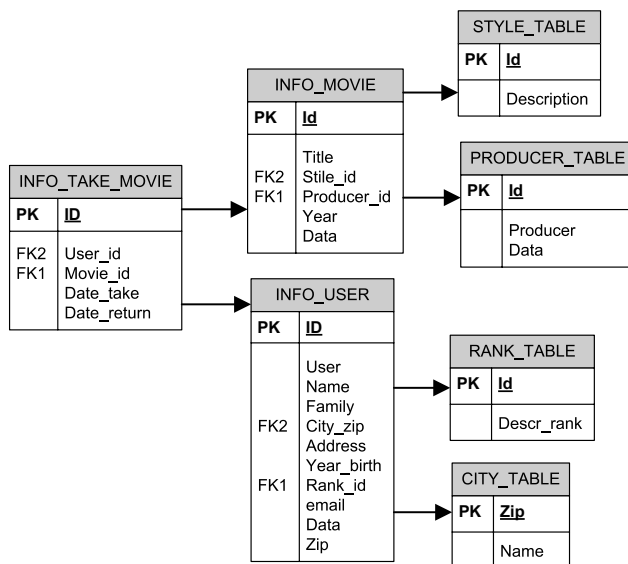 STYLE_TABLE
PK Id
Description
INFO_MOVIE
PK Id
Title
FK2 Stile_id
FK1 Producer_id
Year
Data
PRODUCER_TABLE
PK Id
Producer
Data
INFO_TAKE_MOVIE
PK ID
FK2 User_id
FK1 Movie_id
Date_take
Date_return
INFO_USER
PK ID
User
Name
Family
FK2 City_zip
Address
Year_birth
FK1 Rank_id
email
Data
Zip
RANK_TABLE
PK Id
Descr_rank
CITY_TABLE
PK Zip
Name